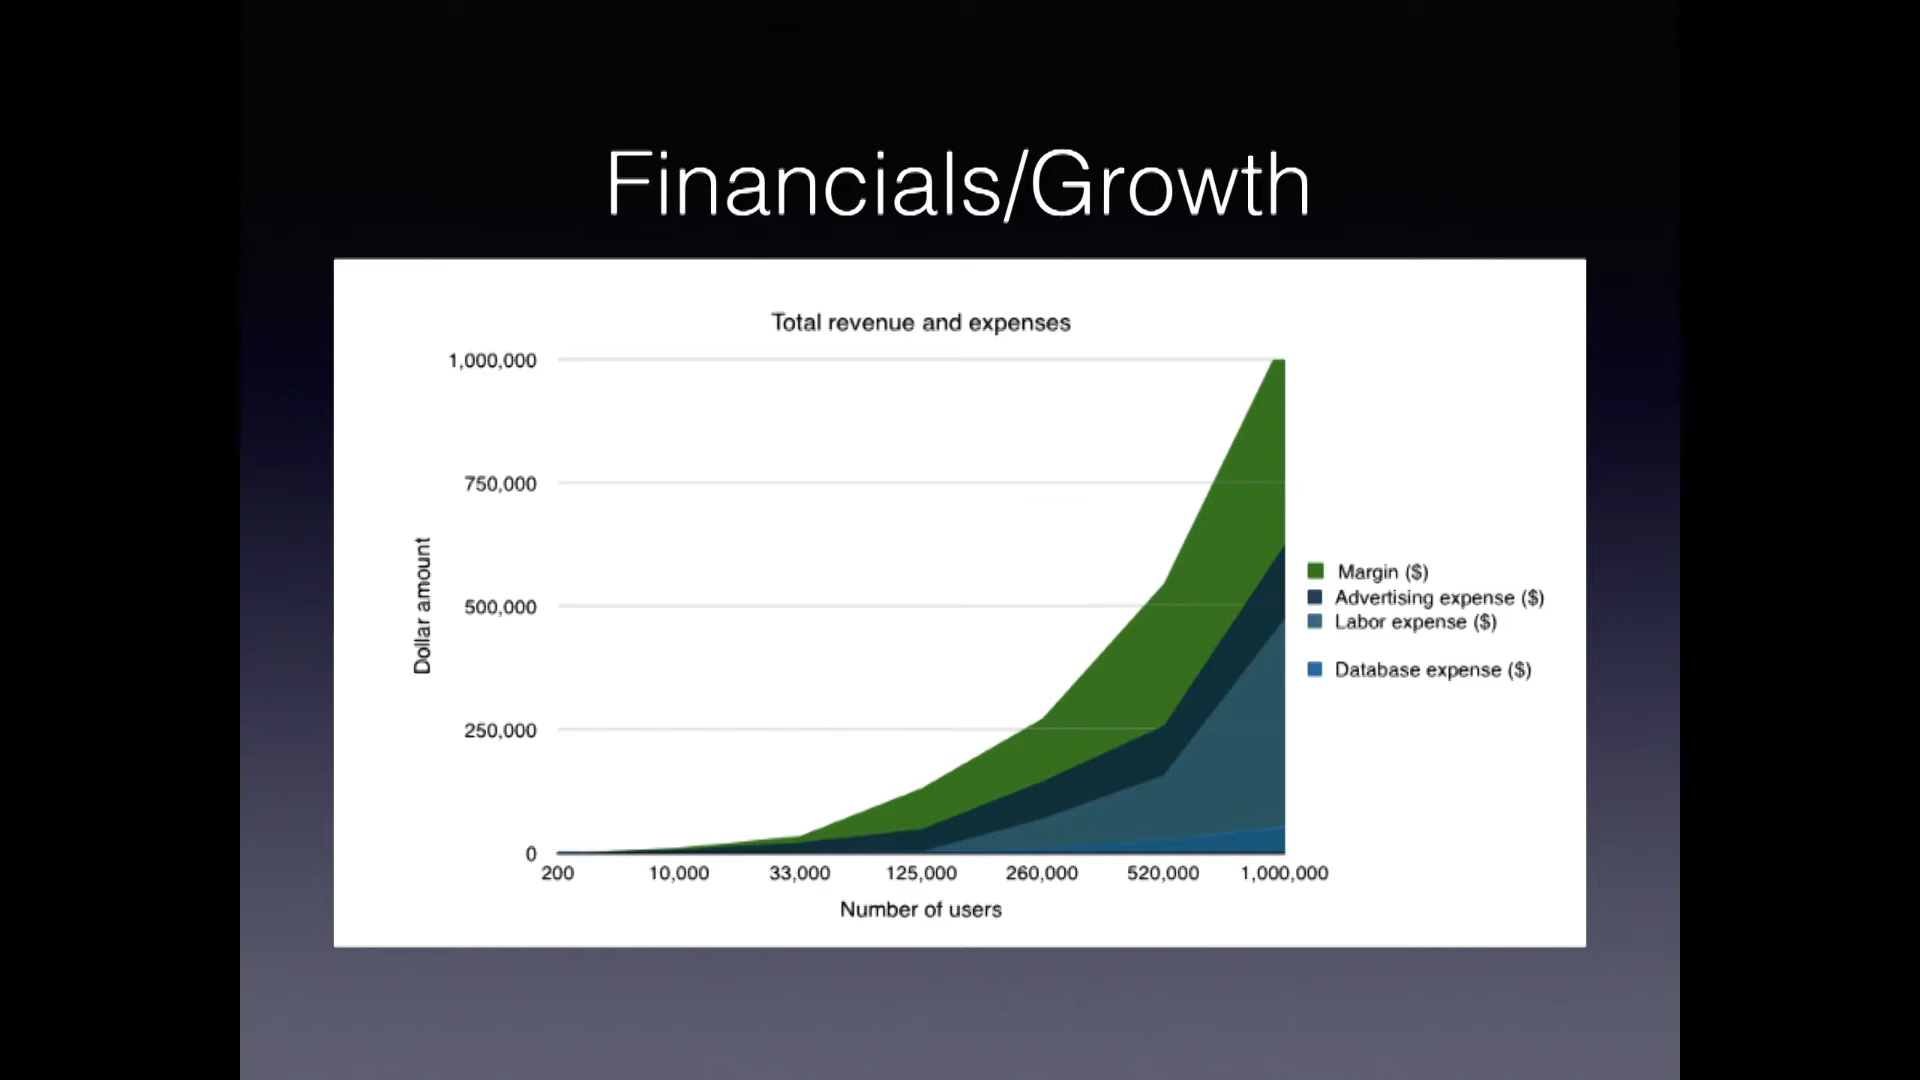 Financials/Growth
Total revenue and expenses
1,000,000
750,000
500,000
250,000
0
Dollar amount
200 10,000 33,000 125,000 260,000 520,000 1,000,000
Number of users
Margin ($)
Advertising expense ($)
Labor expense ($)
Database expense ($)